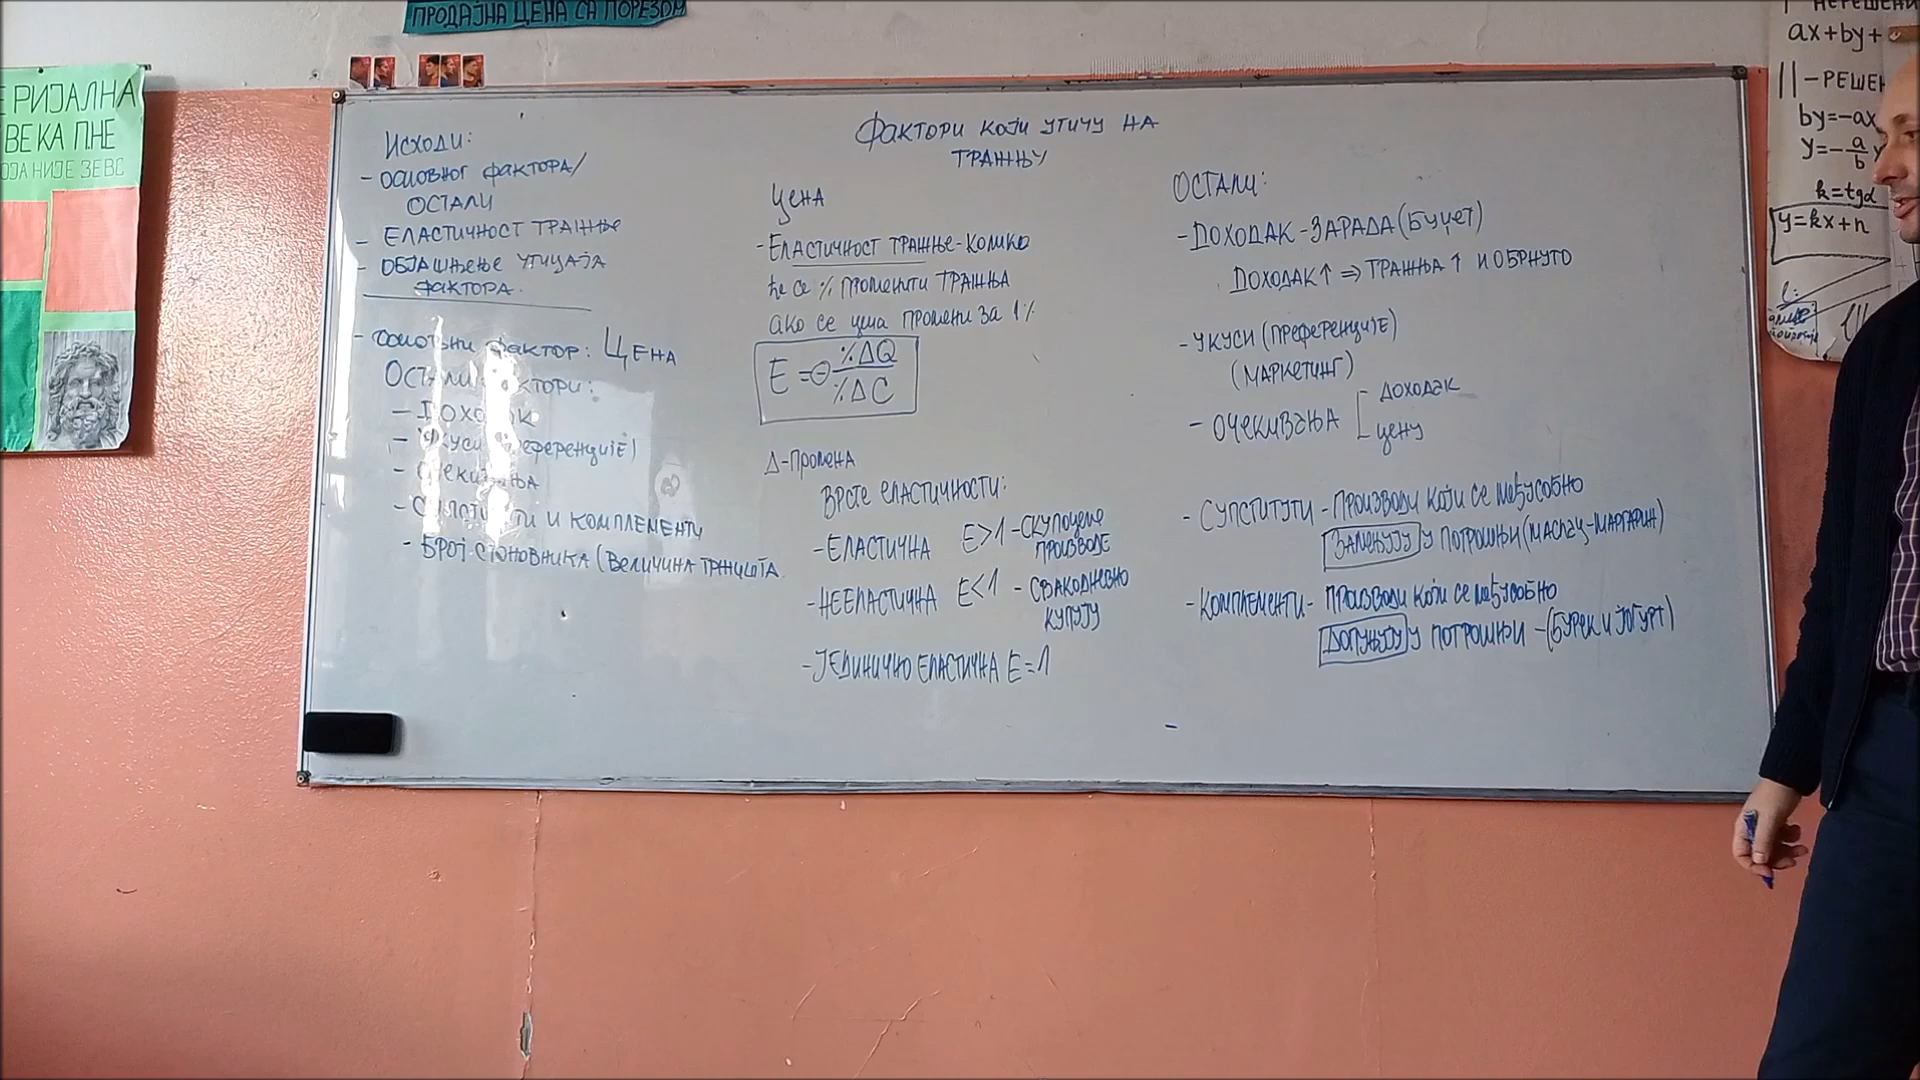 ПРОДАЈНА ЦЕНА СА ПОРЕЗОМ
РИЈАЛНА
ВЕКА ПНЕ
ОЈА НИЈЕ ЗЕВС
Исходи:
- основног фактора/
остали
- Еластичност тражње
- објашњење утицаја
фактора.
- основни фактор: Цена
Остали фактори:
- Доходак
- Укуси (преференције)
- Очекивања
- Супститути и комплементи
- Број становника (величина тржишта
Фактори који утичу на
тражњу
Цена
- Еластичност тражње - колико
ће се % променити тражња
ако се цена промени за 1%
E = - %ΔQ
%ΔC
Δ - промена
Врсте еластичности:
- Еластична E>1 - скупоцене
производе
- Нееластична E<1 - свакодневно
купују
- Јединично еластична E=1
Остали:
- Доходак - зарада (буџет)
Доходак ↑ ⇒ тражња ↑ и обрнуто
- Укуси (преференције)
(маркетинг)
- Очекивања доходак
цену
- Супститути - производи који се међусобно
замењују у потрошњи (маслац - маргарин)
- Комплементи - производи који се међусобно
допуњују у потрошњи - (бурек и јогурт)
ax+by+
|| - РЕШЕ
by=-ax
y=-a/b
k=tgα
y=kx+n